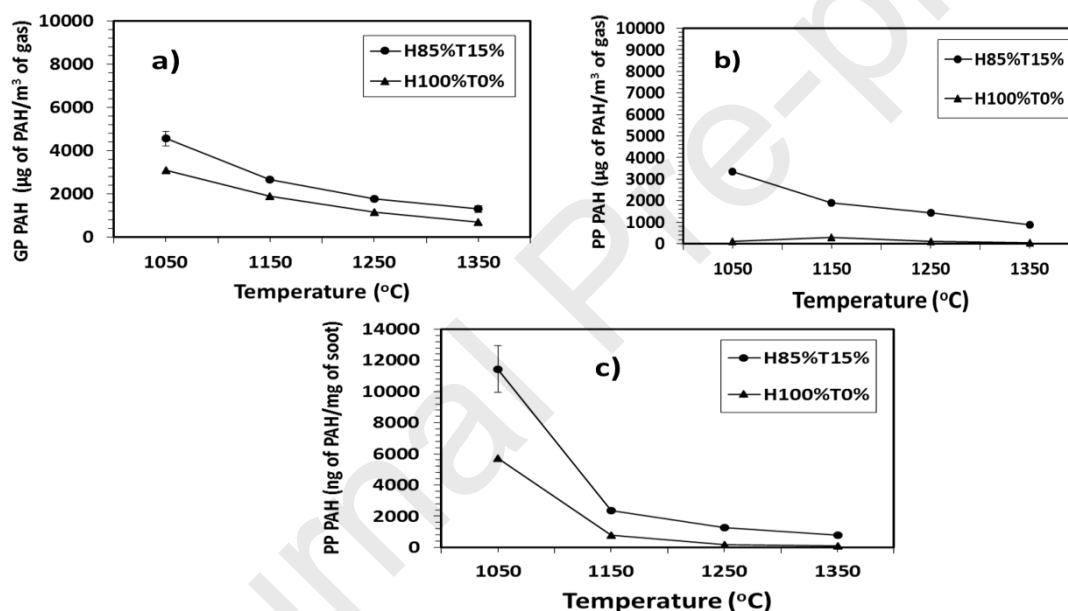 10000
8000
6000
4000
2000
0
GP PAH (µg of PAH/m³ of gas)
a)
H85%T15%
H100%T0%
1050 1150 1250 1350
Temperature (°C)
10000
9000
8000
7000
6000
5000
4000
3000
2000
1000
0
PP PAH (µg of PAH/m³ of gas)
b)
H85%T15%
H100%T0%
1050 1150 1250 1350
Temperature (°C)
14000
12000
10000
8000
6000
4000
2000
0
PP PAH (ng of PAH/mg of soot)
c)
H85%T15%
H100%T0%
1050 1150 1250 1350
Temperature (°C)
urnal Pre-p